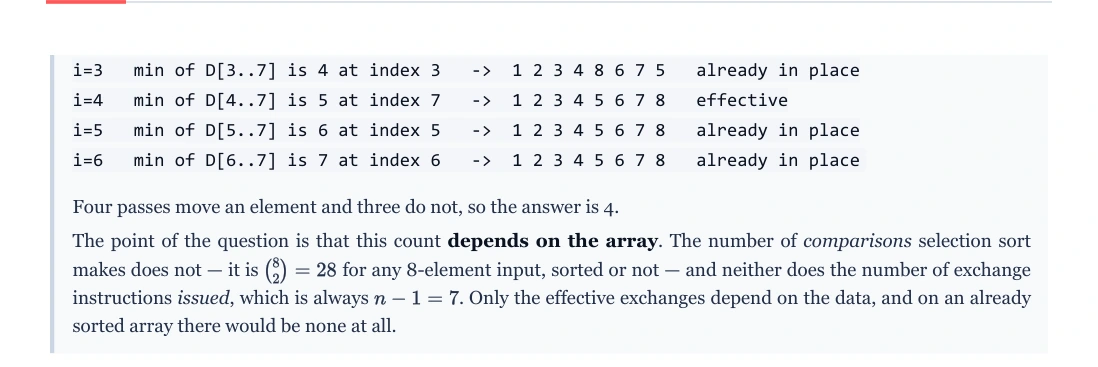 i=3   min of D[3..7] is 4 at index 3   ->  1 2 3 4 8 6 7 5   already in place
i=4   min of D[4..7] is 5 at index 7   ->  1 2 3 4 5 6 7 8   effective
i=5   min of D[5..7] is 6 at index 5   ->  1 2 3 4 5 6 7 8   already in place
i=6   min of D[6..7] is 7 at index 6   ->  1 2 3 4 5 6 7 8   already in place
Four passes move an element and three do not, so the answer is 4.
The point of the question is that this count depends on the array. The number of comparisons selection sort
makes does not — it is (8 2) = 28 for any 8-element input, sorted or not — and neither does the number of exchange
instructions issued, which is always n − 1 = 7. Only the effective exchanges depend on the data, and on an already
sorted array there would be none at all.